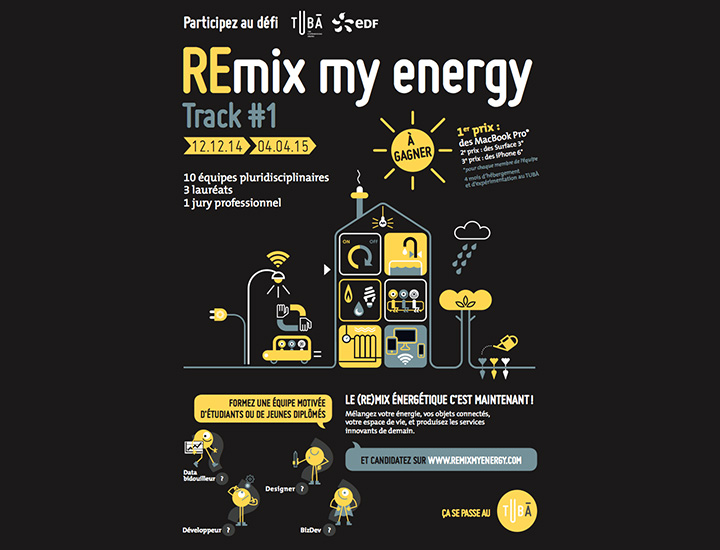 Participez au défi TUBÀ eDF
REmix my energy
Track #1
12.12.14 04.04.15
À
GAGNER
1er prix :
des MacBook Pro*
2e prix : des Surface 3*
3e prix : des iPhone 6*
*pour chaque membre de l'équipe
4 mois d'hébergement
et d'expérimentation au TUBÀ
10 équipes pluridisciplinaires
3 lauréats
1 jury professionnel
ON OFF
FORMEZ UNE ÉQUIPE MOTIVÉE
D'ÉTUDIANTS OU DE JEUNES DIPLÔMÉS
LE (RE)MIX ÉNERGÉTIQUE C'EST MAINTENANT !
Mélangez votre énergie, vos objets connectés,
votre espace de vie, et produisez les services
innovants de demain.
ET CANDIDATEZ SUR WWW.REMIXMYENERGY.COM
Data
bidouilleur ?
Designer ?
Développeur ?
BizDev ?
ÇA SE PASSE AU TUBÀ